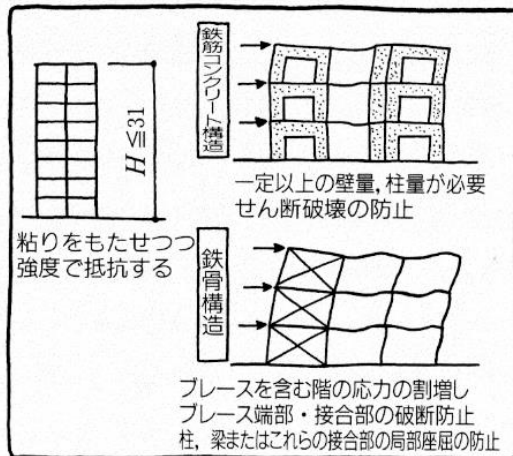 H≦31
粘りをもたせつつ
強度で抵抗する
鉄筋コンクリート構造
一定以上の壁量，柱量が必要
せん断破壊の防止
鉄骨構造
ブレースを含む階の応力の割増し
ブレース端部・接合部の破断防止
柱，梁またはこれらの接合部の局部座屈の防止